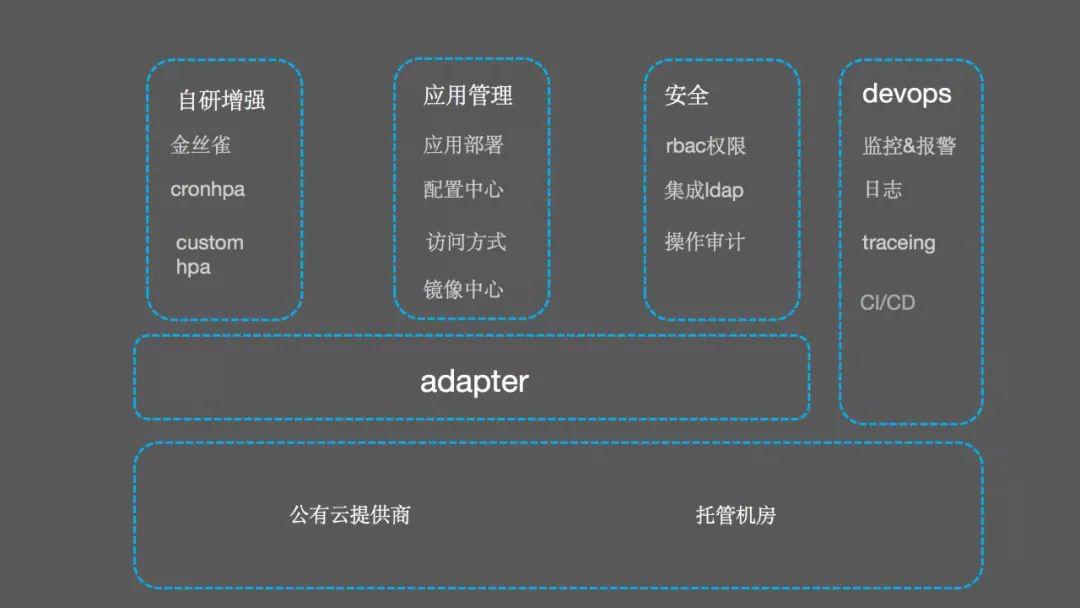 自研增强
金丝雀
cronhpa
custom
hpa
应用管理
应用部署
配置中心
访问方式
镜像中心
安全
rbac权限
集成ldap
操作审计
devops
监控&报警
日志
traceing
CI/CD
adapter
公有云提供商
托管机房